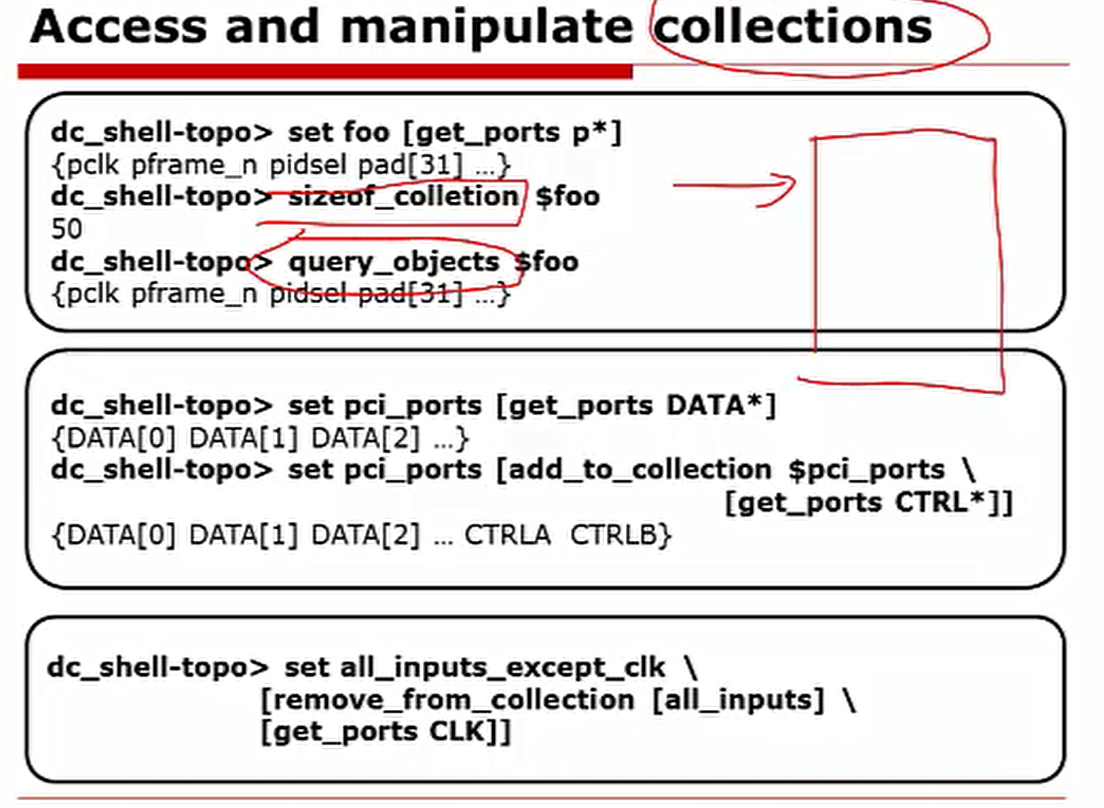 Access and manipulate collections
dc_shell-topo> set foo [get_ports p*]
{pclk pframe_n pidsel pad[31] ...}
dc_shell-topo> sizeof_colletion $foo
50
dc_shell-topo> query_objects $foo
{pclk pframe_n pidsel pad[31] ...}
dc_shell-topo> set pci_ports [get_ports DATA*]
{DATA[0] DATA[1] DATA[2] ...}
dc_shell-topo> set pci_ports [add_to_collection $pci_ports \
[get_ports CTRL*]]
{DATA[0] DATA[1] DATA[2] ... CTRLA CTRLB}
dc_shell-topo> set all_inputs_except_clk \
[remove_from_collection [all_inputs] \
[get_ports CLK]]